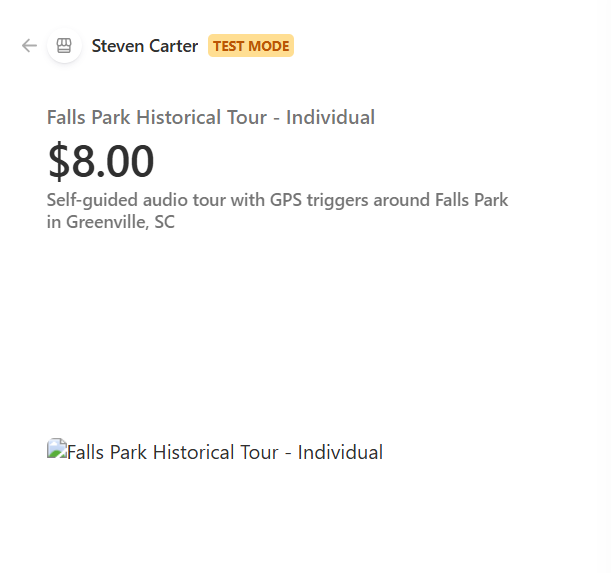 Steven Carter TEST MODE
Falls Park Historical Tour - Individual
$8.00
Self-guided audio tour with GPS triggers around Falls Park
in Greenville, SC
Falls Park Historical Tour - Individual